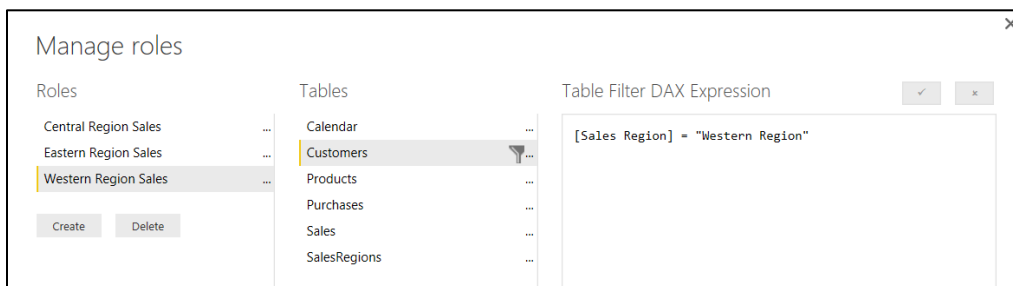 Manage roles
Roles
Central Region Sales ...
Eastern Region Sales ...
Western Region Sales ...
Create Delete
Tables
Calendar ...
Customers ...
Products ...
Purchases ...
Sales ...
SalesRegions ...
Table Filter DAX Expression
[Sales Region] = "Western Region"